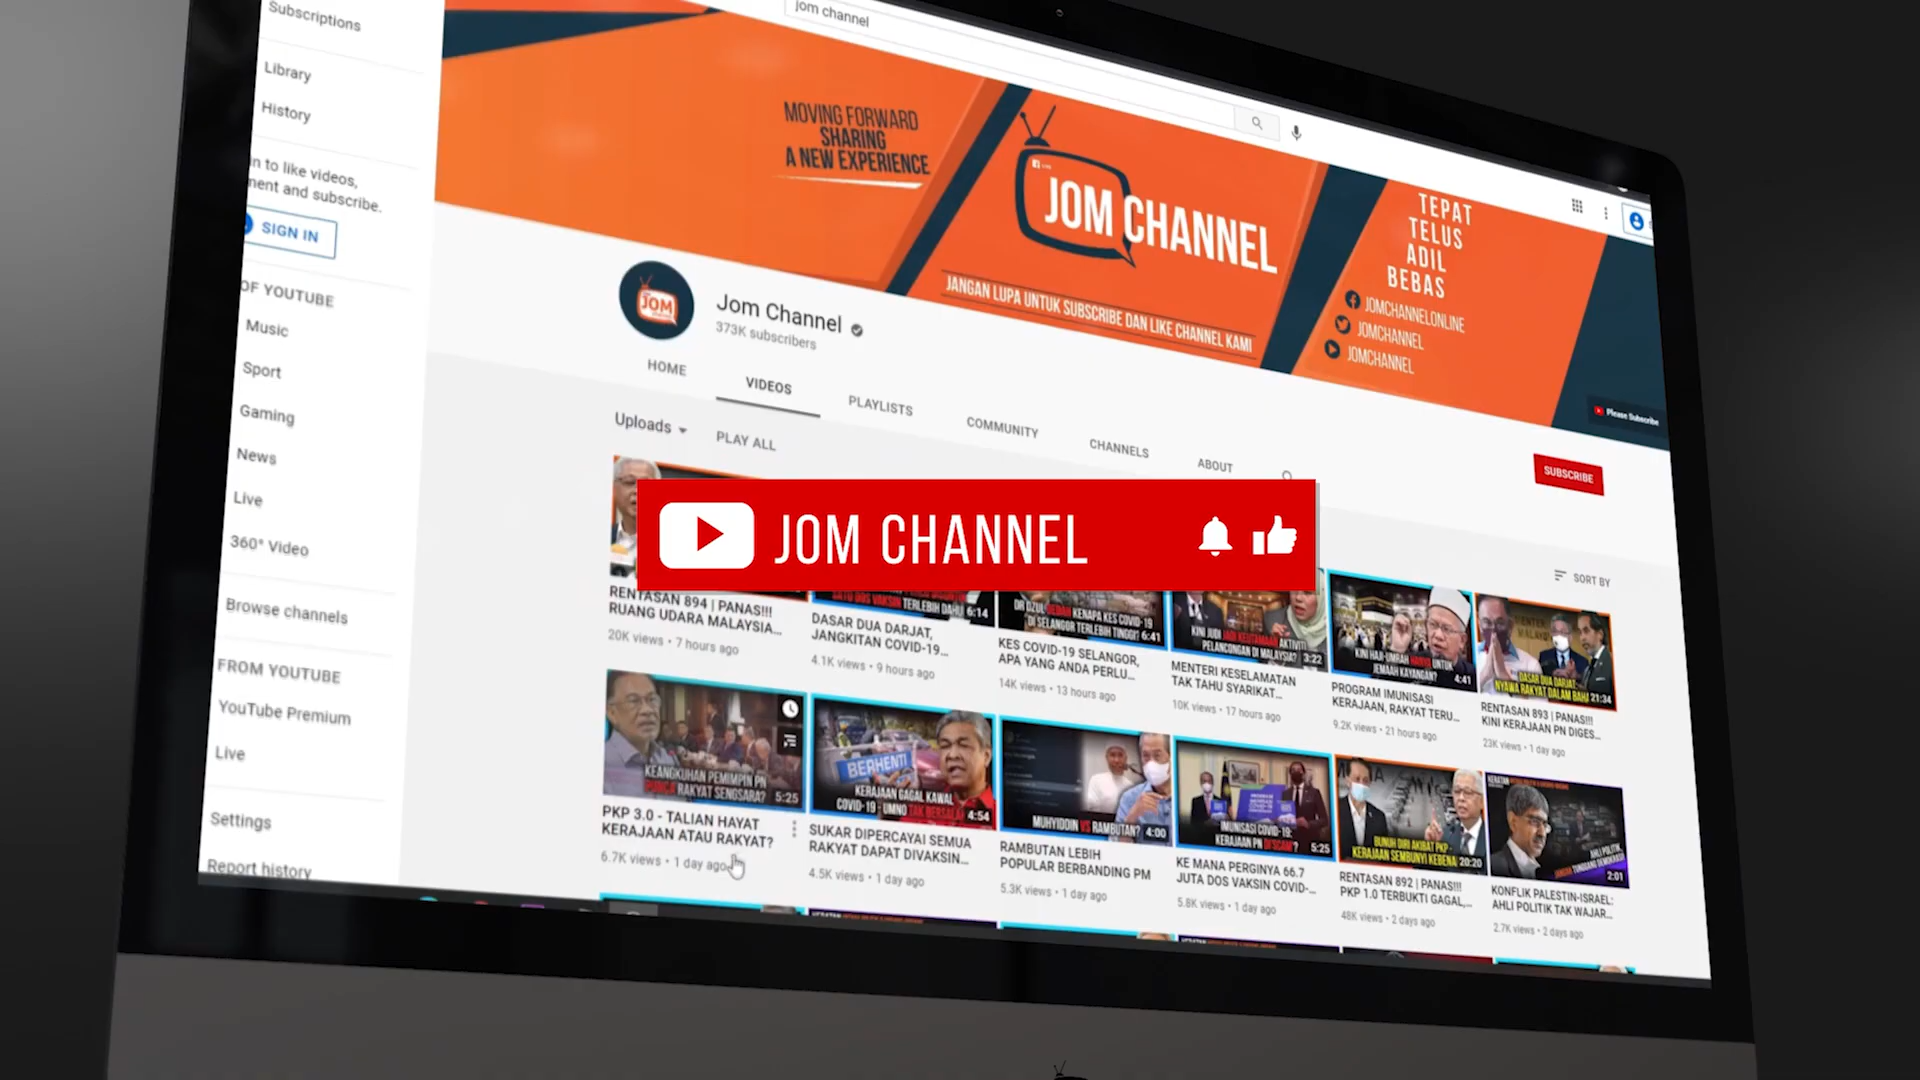 Subscriptions
Library
History
in to like videos,
ment and subscribe.
SIGN IN
OF YOUTUBE
Music
Sport
Gaming
News
Live
360° Video
Browse channels
FROM YOUTUBE
YouTube Premium
Live
Settings
Report history
jom channel
MOVING FORWARD
SHARING
A NEW EXPERIENCE
JOM CHANNEL
JANGAN LUPA UNTUK SUBSCRIBE DAN LIKE CHANNEL KAMI
TEPAT
TELUS
ADIL
BEBAS
JOMCHANNELONLINE
JOMCHANNEL
JOMCHANNEL
Please Subscribe
JOM
Jom Channel
373K subscribers
SUBSCRIBE
HOME
VIDEOS
PLAYLISTS
COMMUNITY
CHANNELS
ABOUT
Uploads
PLAY ALL
SORT BY
JOM CHANNEL
RENTASAN 894 | PANAS!!!
RUANG UDARA MALAYSIA...
20K views • 7 hours ago
VAKSIN TERLEBIH DAHU
6:14
DASAR DUA DARJAT,
JANGKITAN COVID-19...
4.1K views • 9 hours ago
DR DZUL DEDAH KENAPA KES COVID-19
DI SELANGOR TERLEBIH TINGGI?
6:41
KES COVID-19 SELANGOR,
APA YANG ANDA PERLU...
14K views • 13 hours ago
KINI JUDI JADI KEUTAMAAN AKTIVITI
PELANCONGAN DI MALAYSIA?
3:22
MENTERI KESELAMATAN
TAK TAHU SYARIKAT...
10K views • 17 hours ago
KINI HAJI-UMRAH HANYA UNTUK
JEMAAH KAYANGAN?
4:41
PROGRAM IMUNISASI
KERAJAAN, RAKYAT TERU...
9.2K views • 21 hours ago
DASAR DUA DARJAT:
NYAWA RAKYAT DALAM BAHA
21:34
RENTASAN 893 | PANAS!!!
KINI KERAJAAN PN DIGES...
23K views • 1 day ago
KEANGKUHAN PEMIMPIN PN
PUNCA RAKYAT SENGSARA?
5:25
PKP 3.0 - TALIAN HAYAT
KERAJAAN ATAU RAKYAT?
6.7K views • 1 day ago
BERHENTI
KERAJAAN GAGAL KAWAL
COVID-19 - UMNO TAK BERSALAH
4:54
SUKAR DIPERCAYAI SEMUA
RAKYAT DAPAT DIVAKSIN...
4.5K views • 1 day ago
MUHYIDDIN VS RAMBUTAN?
4:00
RAMBUTAN LEBIH
POPULAR BERBANDING PM
5.3K views • 1 day ago
IMUNISASI COVID-19:
KERAJAAN PN DI'SCAM'?
5:25
KE MANA PERGINYA 66.7
JUTA DOS VAKSIN COVID-...
5.8K views • 1 day ago
BUNUH DIRI AKIBAT PKP -
KERAJAAN SEMBUNYI KEBENA
20:20
RENTASAN 892 | PANAS!!!
PKP 1.0 TERBUKTI GAGAL,...
48K views • 2 days ago
AHLI POLITIK
JANGAN TUNGGANG DEMOKRASI
2:01
KONFLIK PALESTIN-ISRAEL:
AHLI POLITIK TAK WAJAR...
2.7K views • 2 days ago